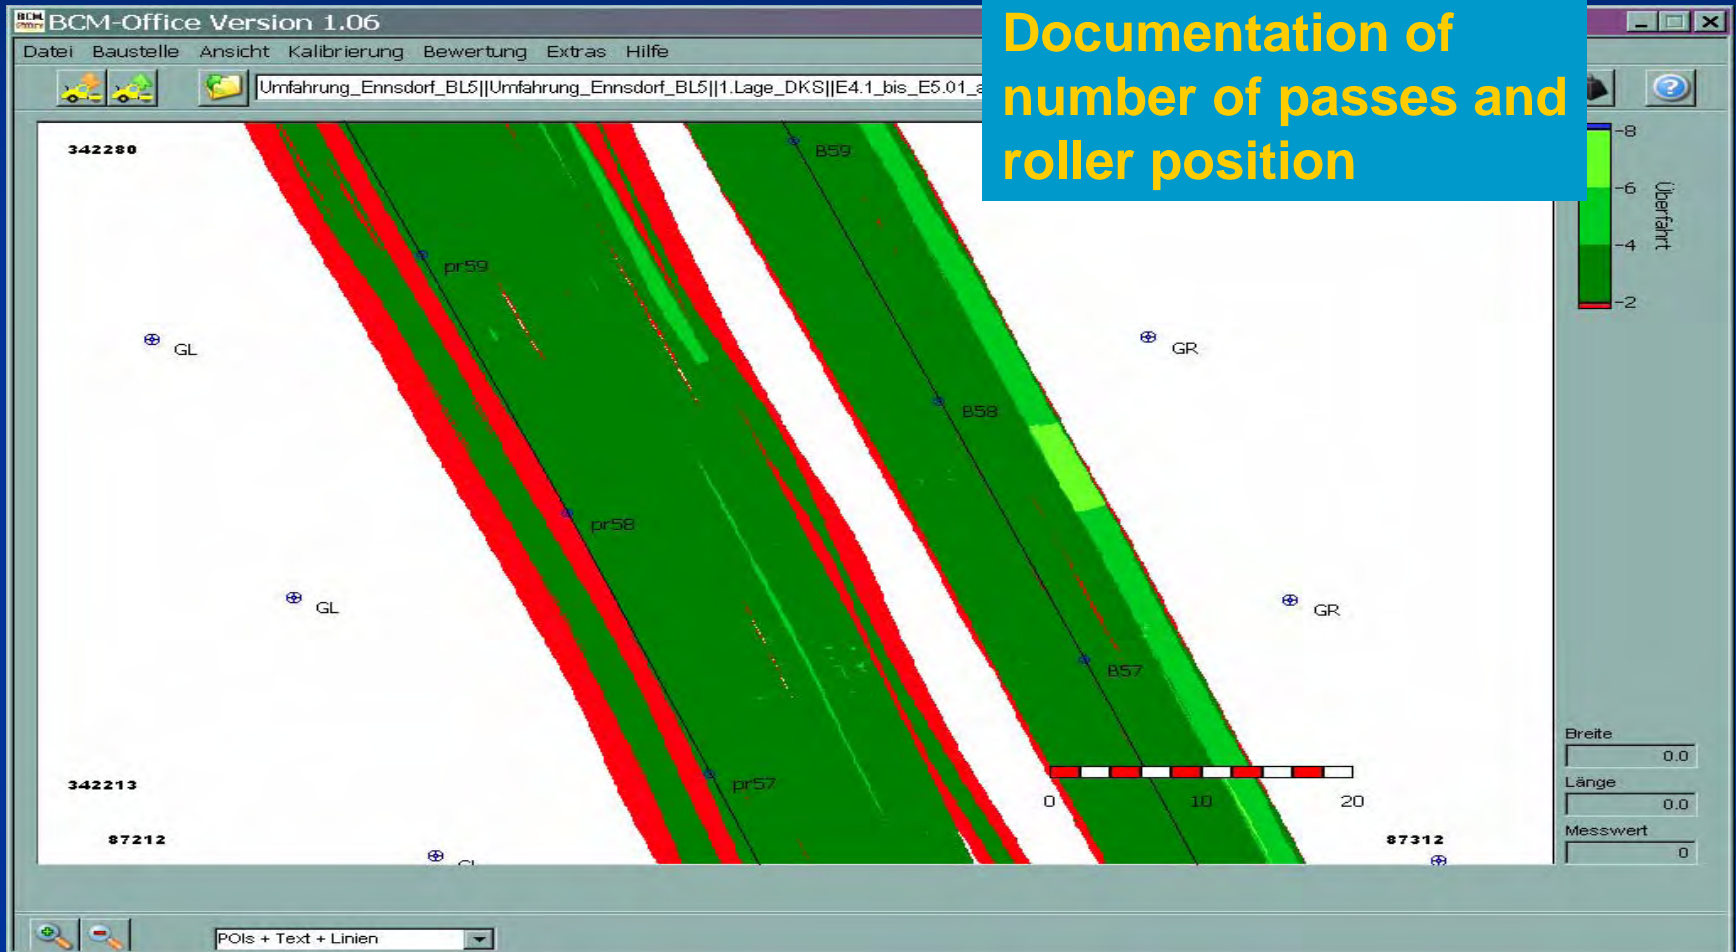 BCM-Office Version 1.06
Documentation of
number of passes and
roller position
Datei Baustelle Ansicht Kalibrierung Bewertung Extras Hilfe
Umfahrung_Ennsdorf_BL5||Umfahrung_Ennsdorf_BL5||1.Lage_DKS||E4.1_bis_E5.01_a
342280
B59
pr59
GL
GR
B58
pr58
GL
GR
B57
pr57
342213
87212
87312
GL
0 10 20
-8
-6
-4
-2
Überfahrt
Breite
0.0
Länge
0.0
Messwert
0
POIs + Text + Linien